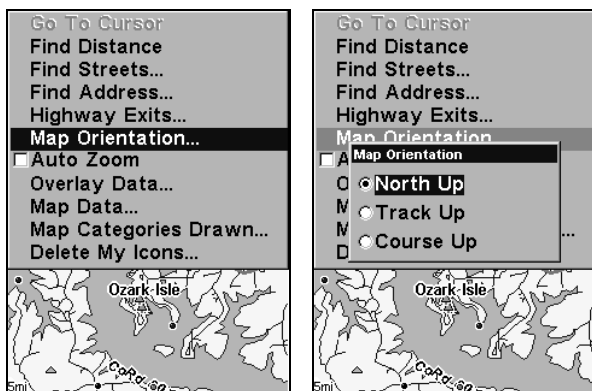 Go To Cursor
Find Distance
Find Streets...
Find Address...
Highway Exits...
Map Orientation...
Auto Zoom
Overlay Data...
Map Data...
Map Categories Drawn...
Delete My Icons...
Ozark Isle
5mi
Go To Cursor
Find Distance
Find Streets...
Find Address...
Highway Exits...
Map Orientation
Map Orientation
A
North Up
O
Track Up
M
M
...
Course Up
D
Ozark Isle
5mi